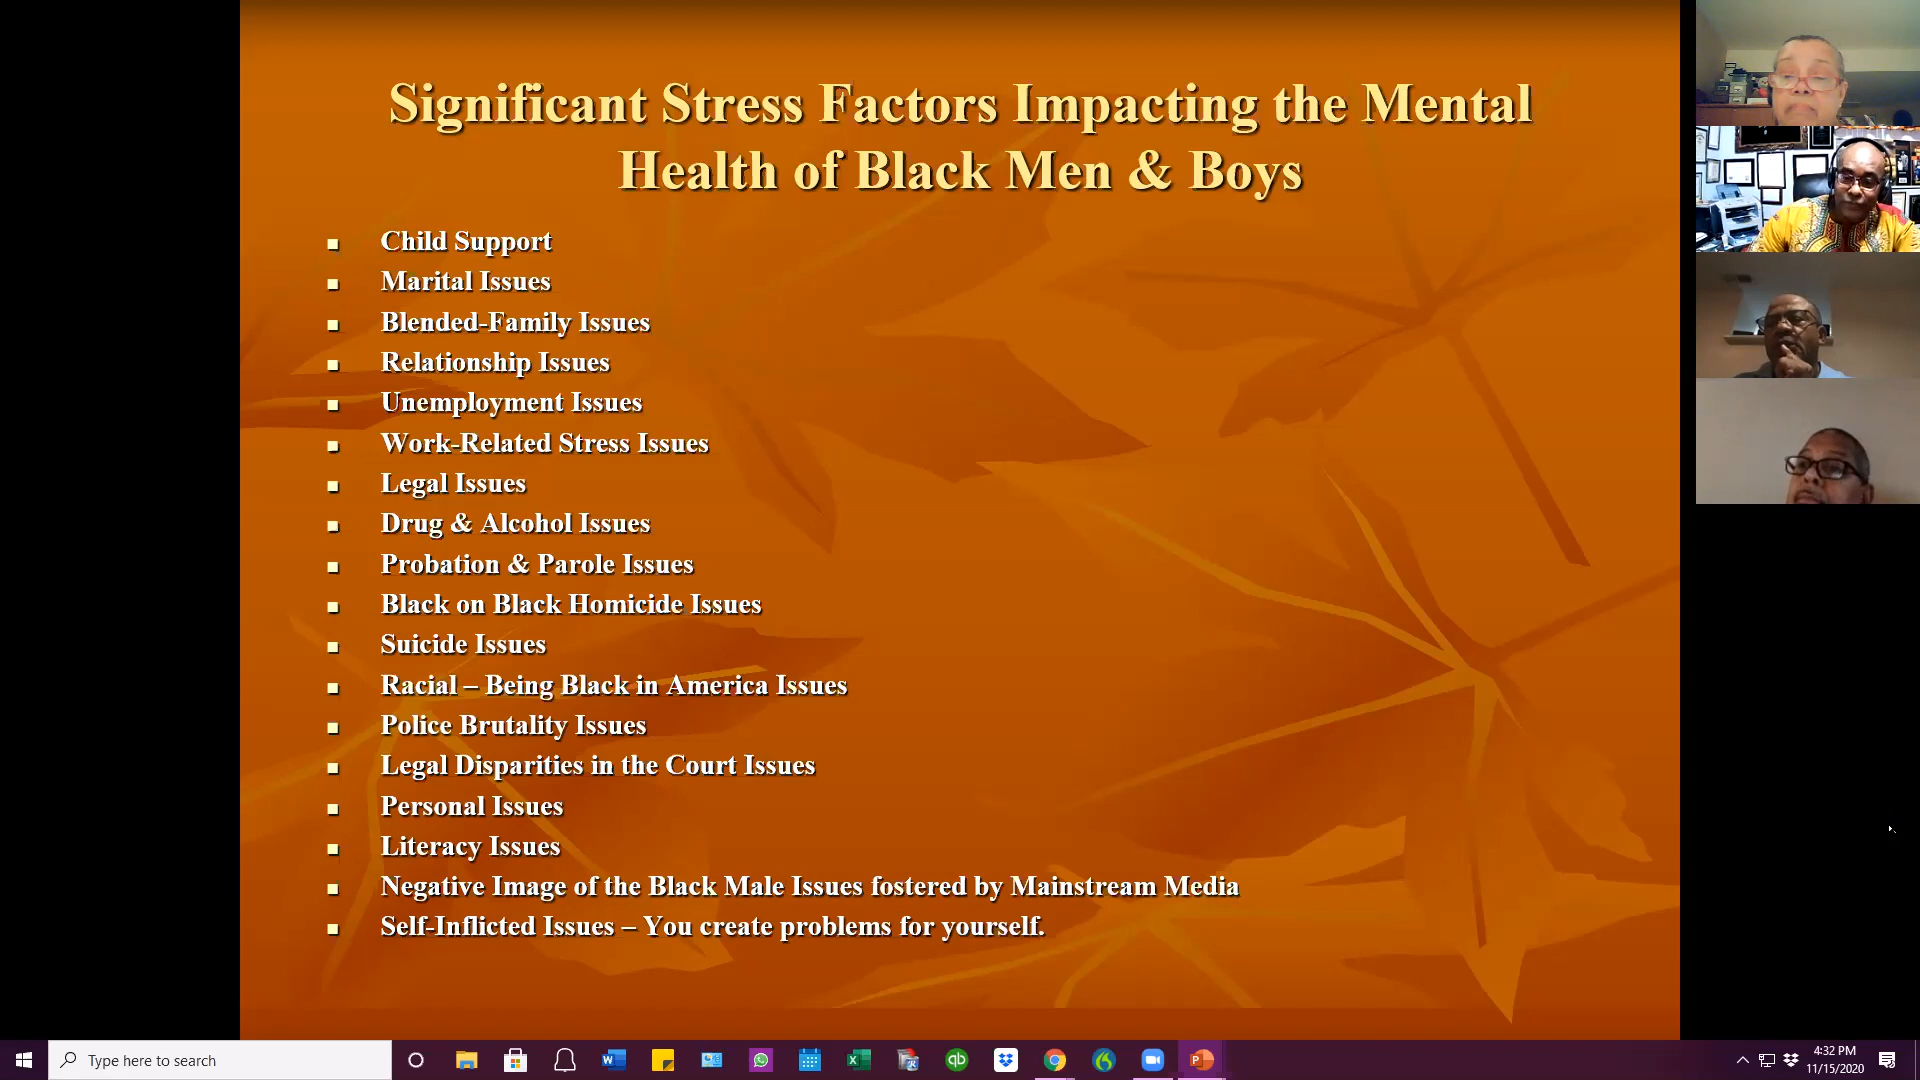 Significant Stress Factors Impacting the Mental
Health of Black Men & Boys
Child Support
Marital Issues
Blended-Family Issues
Relationship Issues
Unemployment Issues
Work-Related Stress Issues
Legal Issues
Drug & Alcohol Issues
Probation & Parole Issues
Black on Black Homicide Issues
Suicide Issues
Racial – Being Black in America Issues
Police Brutality Issues
Legal Disparities in the Court Issues
Personal Issues
Literacy Issues
Negative Image of the Black Male Issues fostered by Mainstream Media
Self-Inflicted Issues – You create problems for yourself.
Type here to search
4:32 PM
11/15/2020